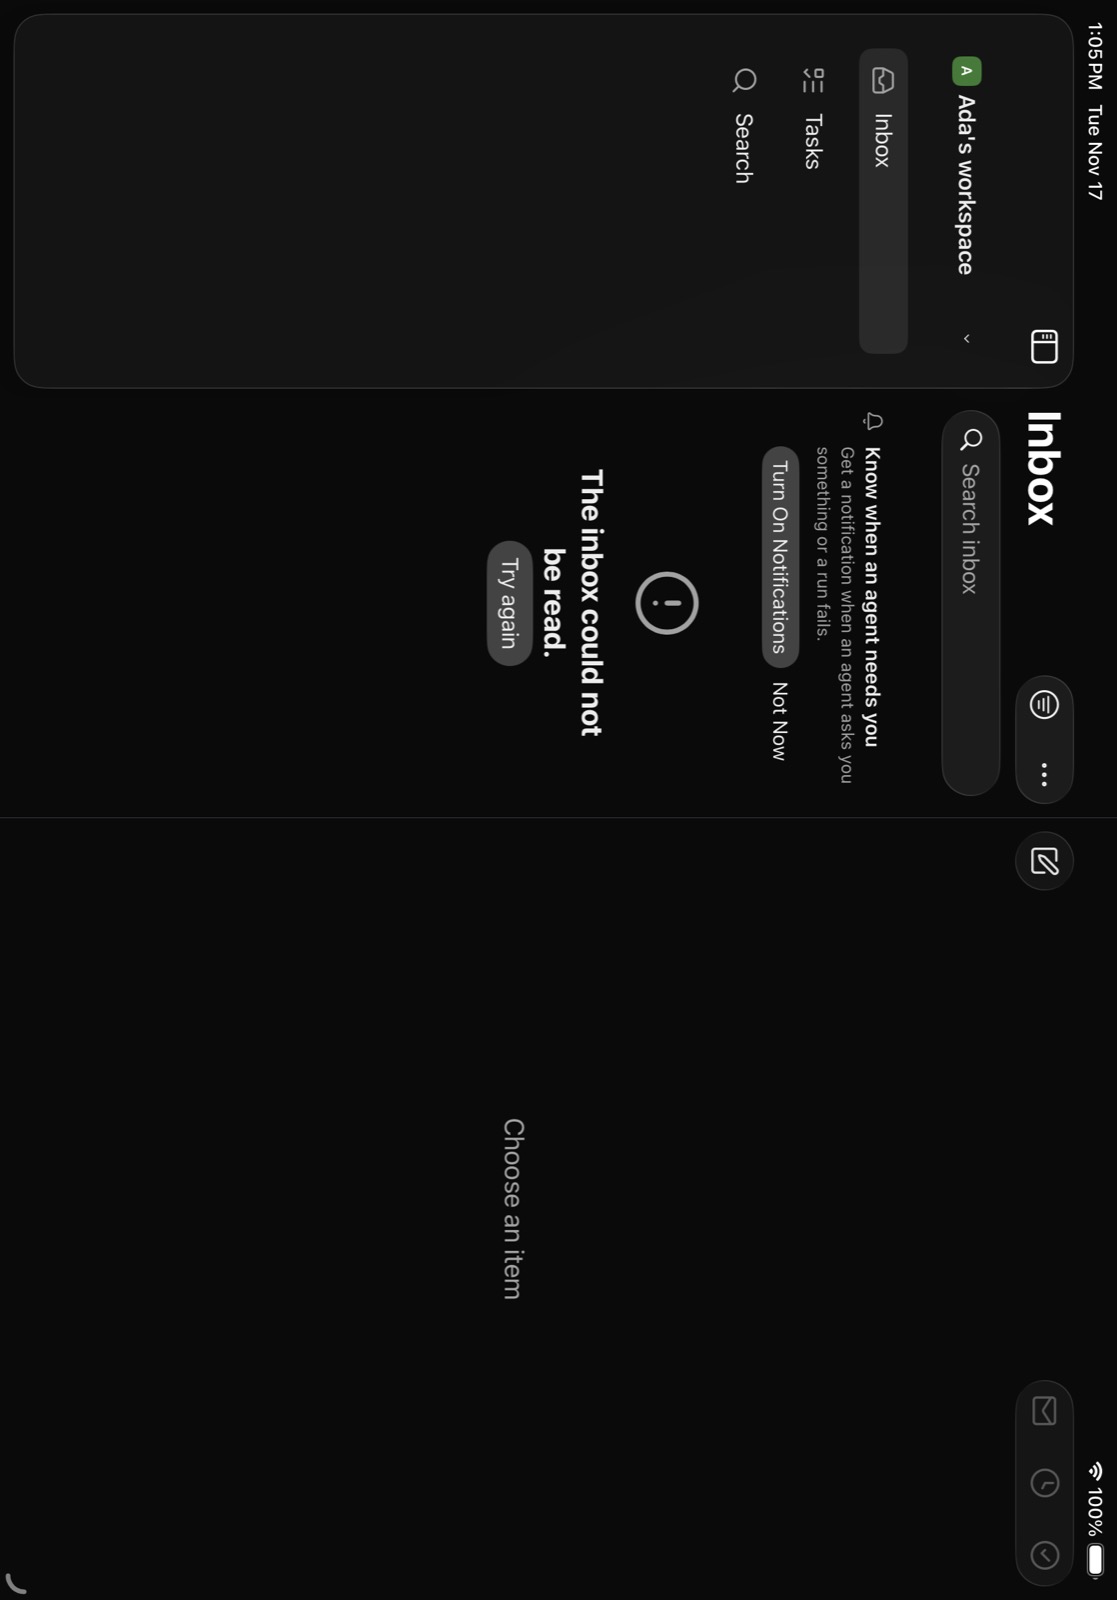 1:05 PM Tue Nov 17
100%
A Ada's workspace
Inbox
Tasks
Search
Inbox
Search inbox
Know when an agent needs you
Get a notification when an agent asks you
something or a run fails.
Turn On Notifications Not Now
The inbox could not
be read.
Try again
Choose an item